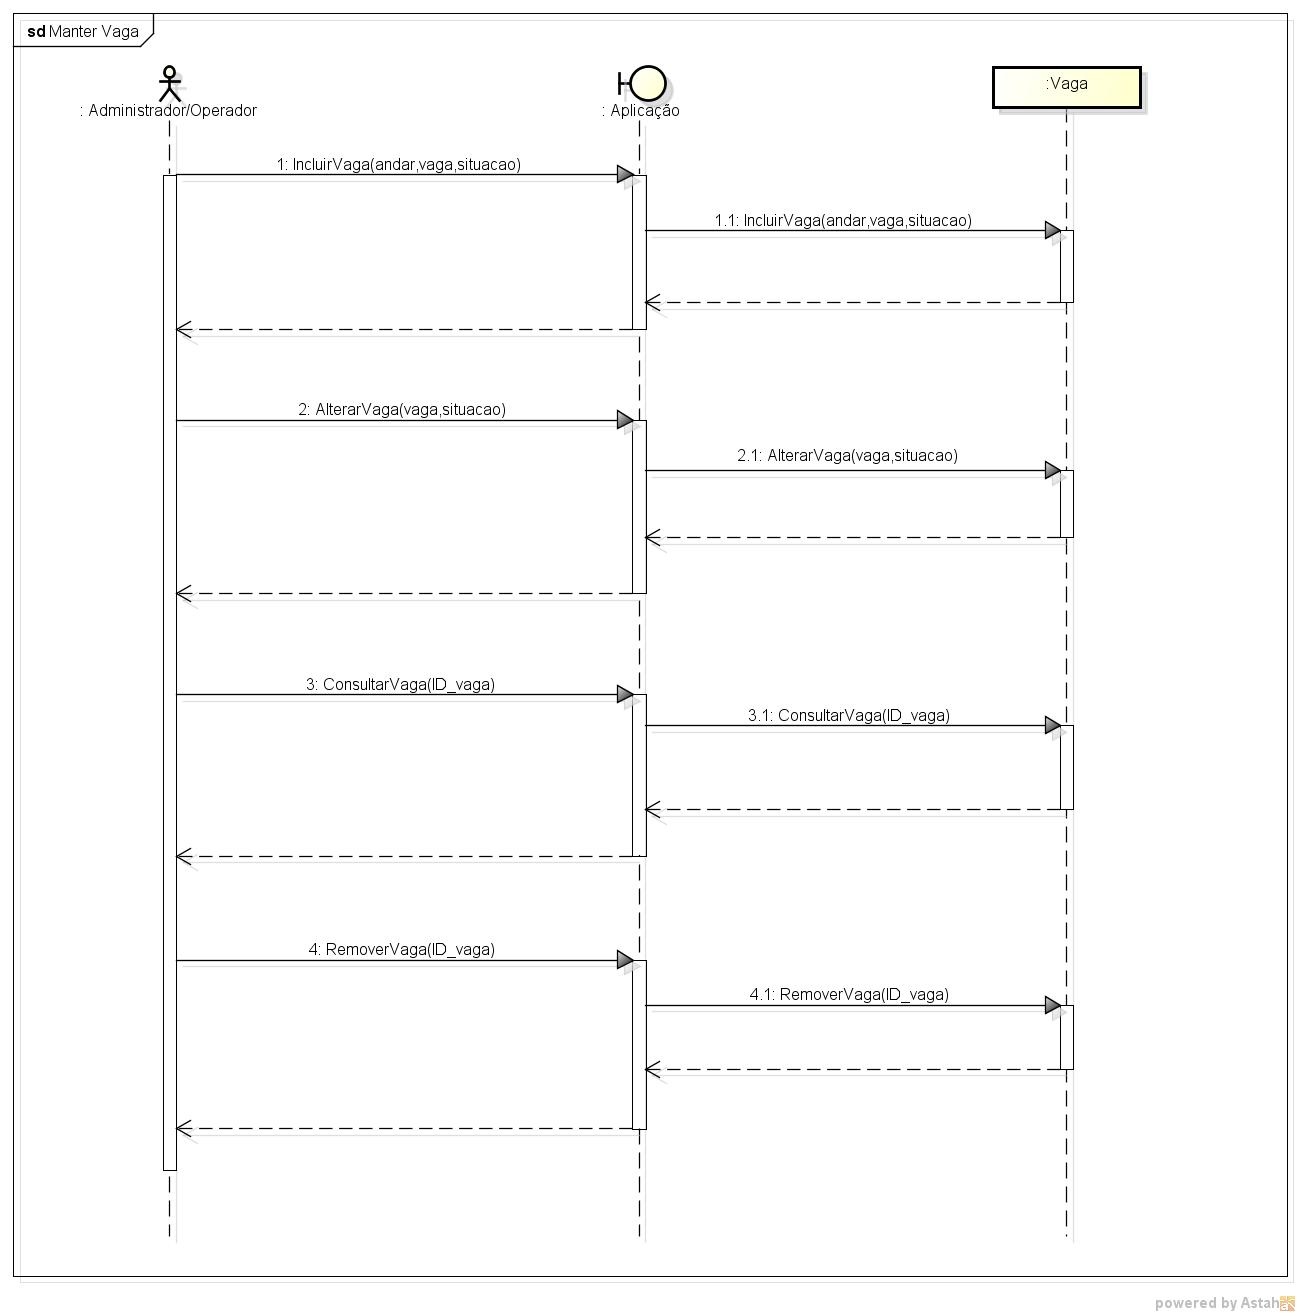 sd Manter Vaga
: Administrador/Operador
: Aplicação
:Vaga
1: IncluirVaga(andar,vaga,situacao)
1.1: IncluirVaga(andar,vaga,situacao)
2: AlterarVaga(vaga,situacao)
2.1: AlterarVaga(vaga,situacao)
3: ConsultarVaga(ID_vaga)
3.1: ConsultarVaga(ID_vaga)
4: RemoverVaga(ID_vaga)
4.1: RemoverVaga(ID_vaga)
powered by Astah